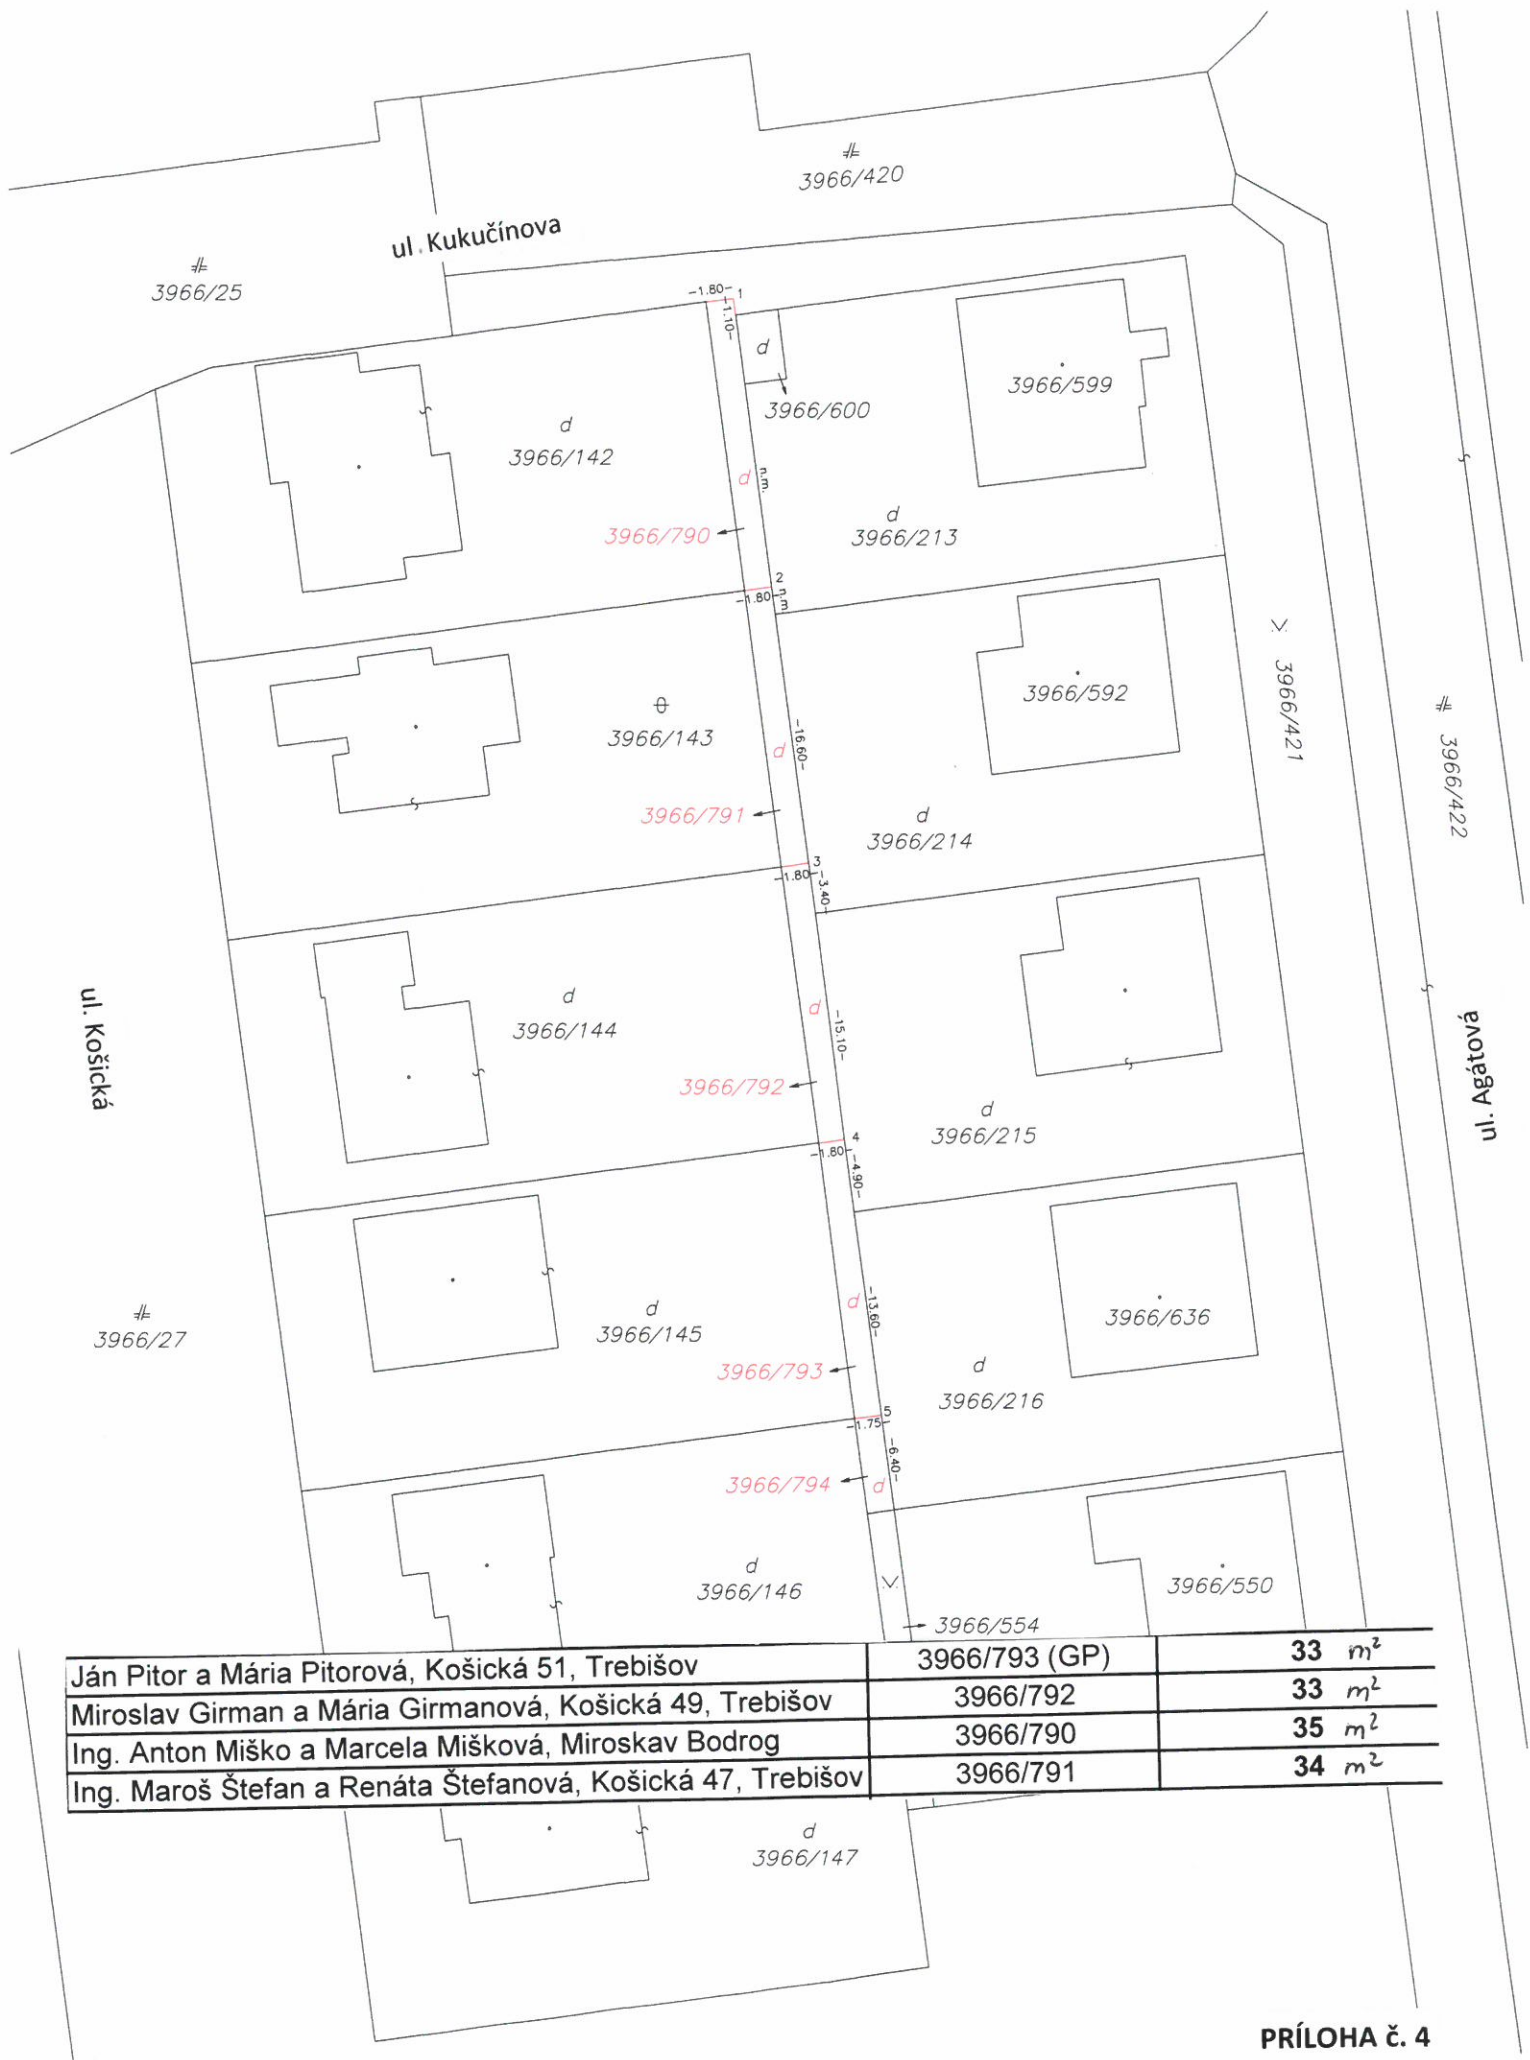 3966/420
ul. Kukučínova
3966/25
-1.80-
1
-1.10-
d
3966/599
3966/600
d
3966/142
d
n.m.
d
3966/213
3966/790
2
-1.80-
n.m.
3966/592
3966/421
3966/143
-16.60-
d
3966/422
3966/791
d
3966/214
3
-1.80-
-3.40-
ul. Košická
d
3966/144
d
-15.10-
ul. Agátová
3966/792
d
3966/215
4
-1.80-
-4.90-
3966/27
d
3966/145
d
-13.60-
3966/636
3966/793
d
3966/216
5
-1.75-
-6.40-
3966/794
d
d
3966/146
3966/550
3966/554
Ján Pitor a Mária Pitorová, Košická 51, Trebišov 3966/793 (GP) 33 m²
Miroslav Girman a Mária Girmanová, Košická 49, Trebišov 3966/792 33 m²
Ing. Anton Miško a Marcela Mišková, Miroskav Bodrog 3966/790 35 m²
Ing. Maroš Štefan a Renáta Štefanová, Košická 47, Trebišov 3966/791 34 m²
d
3966/147
PRÍLOHA č. 4